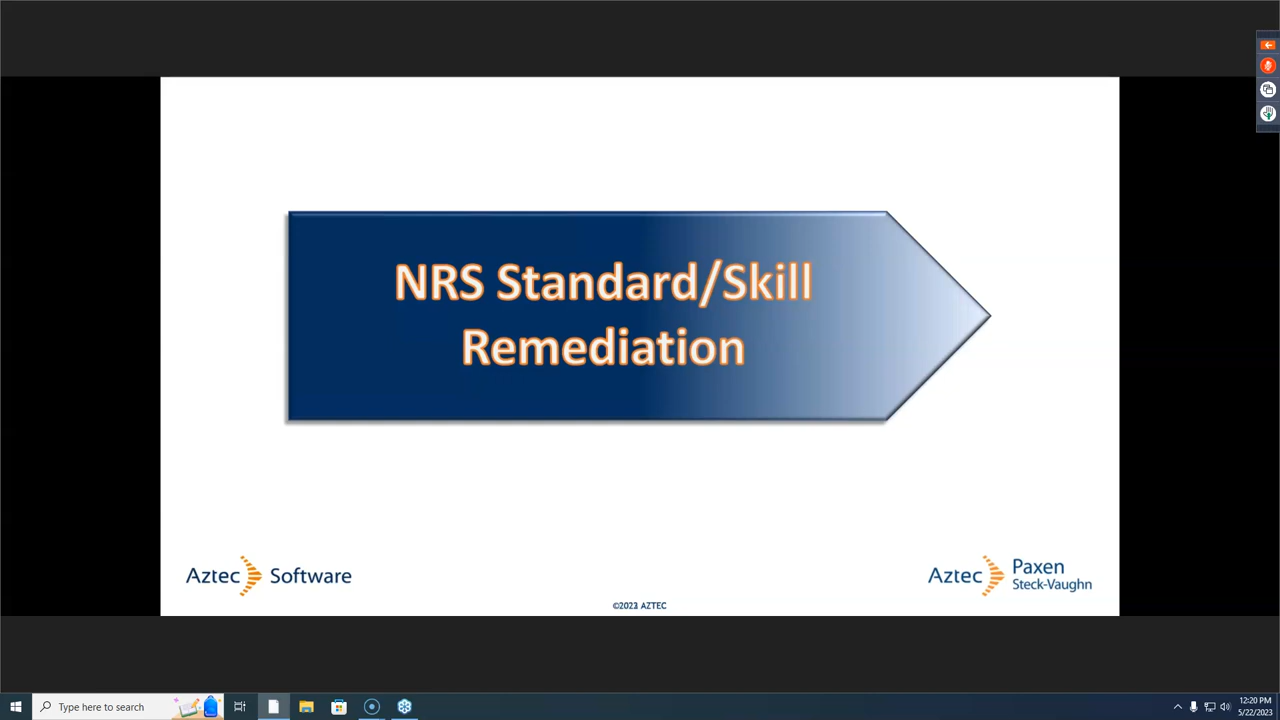 NRS Standard/Skill
Remediation
Aztec Software
Aztec Paxen
Steck-Vaughn
©2023 AZTEC
Type here to search
12:20 PM
5/22/2023